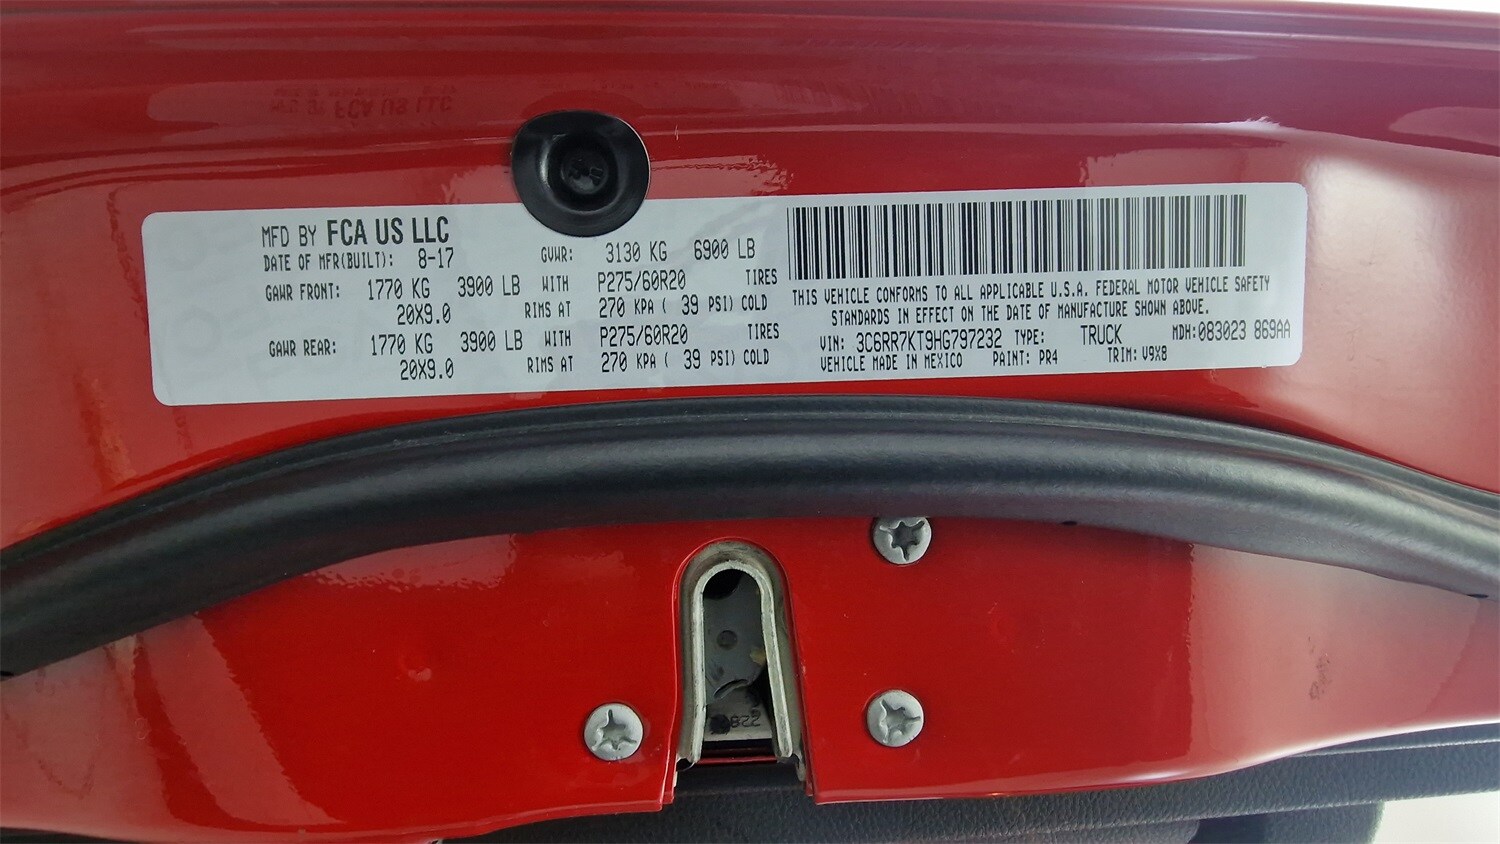 MFD BY FCA US LLC
DATE OF MFR(BUILT): 8-17 GVWR: 3130 KG 6900 LB
GAWR FRONT: 1770 KG 3900 LB WITH P275/60R20 TIRES
20X9.0 RIMS AT 270 KPA ( 39 PSI) COLD
GAWR REAR: 1770 KG 3900 LB WITH P275/60R20 TIRES
20X9.0 RIMS AT 270 KPA ( 39 PSI) COLD
THIS VEHICLE CONFORMS TO ALL APPLICABLE U.S.A. FEDERAL MOTOR VEHICLE SAFETY
STANDARDS IN EFFECT ON THE DATE OF MANUFACTURE SHOWN ABOVE.
VIN: 3C6RR7KT9HG797232 TYPE: TRUCK MDH:083023 869AA
VEHICLE MADE IN MEXICO PAINT: PR4 TRIM: V9X8